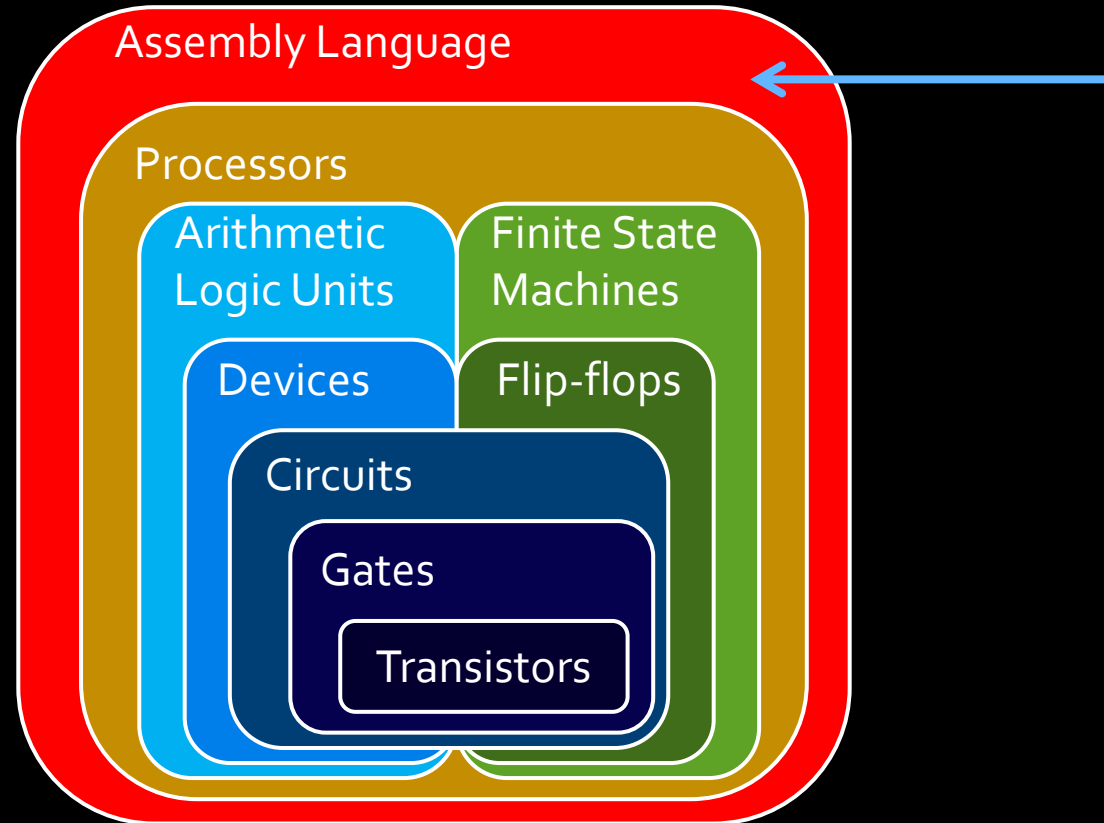 Assembly Language
Processors
Arithmetic
Logic Units
Finite State
Machines
Devices
Flip-flops
Circuits
Gates
Transistors